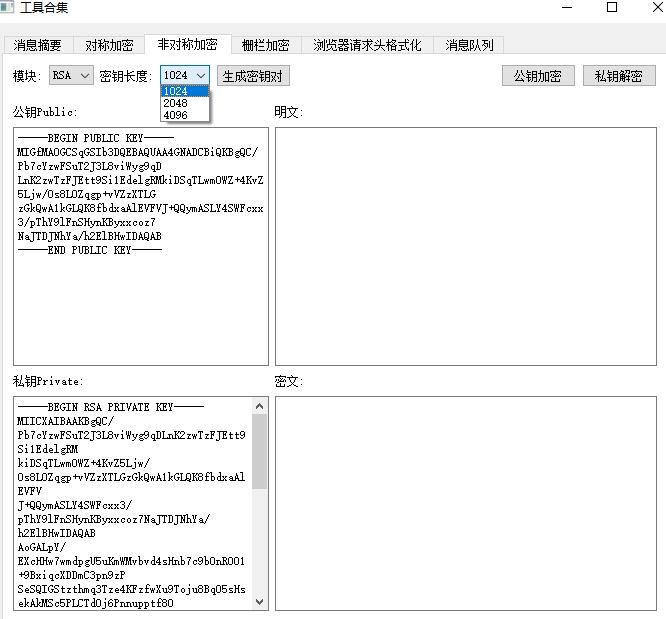 工具合集
消息摘要 对称加密 非对称加密 栅栏加密 浏览器请求头格式化 消息队列
模块: RSA 密钥长度: 1024 生成密钥对 公钥加密 私钥解密
1024
2048
4096
公钥Public: 明文:
-----BEGIN PUBLIC KEY-----
MIGfMA0GCSqGSIb3DQEBAQUAA4GNADCBiQKBgQC/
Pb7cYzwFSuT2J3L8viWyg9qD
LnK2zwTzFJEtt9Si1EdelgRMkiDSqTLwmOWZ+4KvZ
5Ljw/Os8LOZqgp+vVZzXTLG
zGkQwA1kGLQK8fbdxaAlEVFVJ+QQymASLY4SWFcxx
3/pThY9lFnSHynKByxxcoz7
NaJTDJNhYa/h2ElBHwIDAQAB
-----END PUBLIC KEY-----
私钥Private: 密文:
-----BEGIN RSA PRIVATE KEY-----
MIICXAIBAAKBgQC/
Pb7cYzwFSuT2J3L8viWyg9qDLnK2zwTzFJEtt9
Si1EdelgRM
kiDSqTLwmOWZ+4KvZ5Ljw/
Os8LOZqgp+vVZzXTLGzGkQwA1kGLQK8fbdxaAl
EVFV
J+QQymASLY4SWFcxx3/
pThY9lFnSHynKByxxcoz7NaJTDJNhYa/
h2ElBHwIDAQAB
AoGALpY/
EXcHHw7wmdpgU5uKmWMvbvd4sHnb7c9bOnROO1
+9BxiqcXDDmC3pn9zP
SeSQIGStzthmq3Tze4KFzfwXu9Toju8BqO5sHs
ekAkMSc5PLCTdOj6Pnnupptf8O